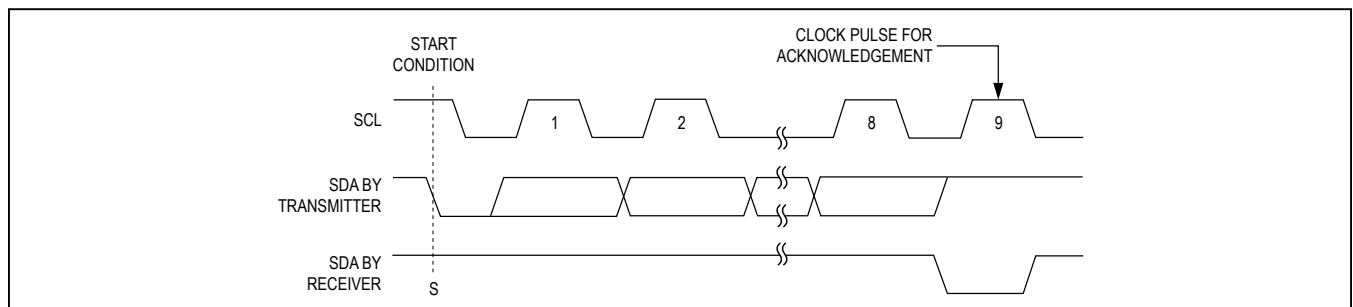 START
CONDITION
CLOCK PULSE FOR
ACKNOWLEDGEMENT
SCL
1
2
8
9
SDA BY
TRANSMITTER
SDA BY
RECEIVER
S